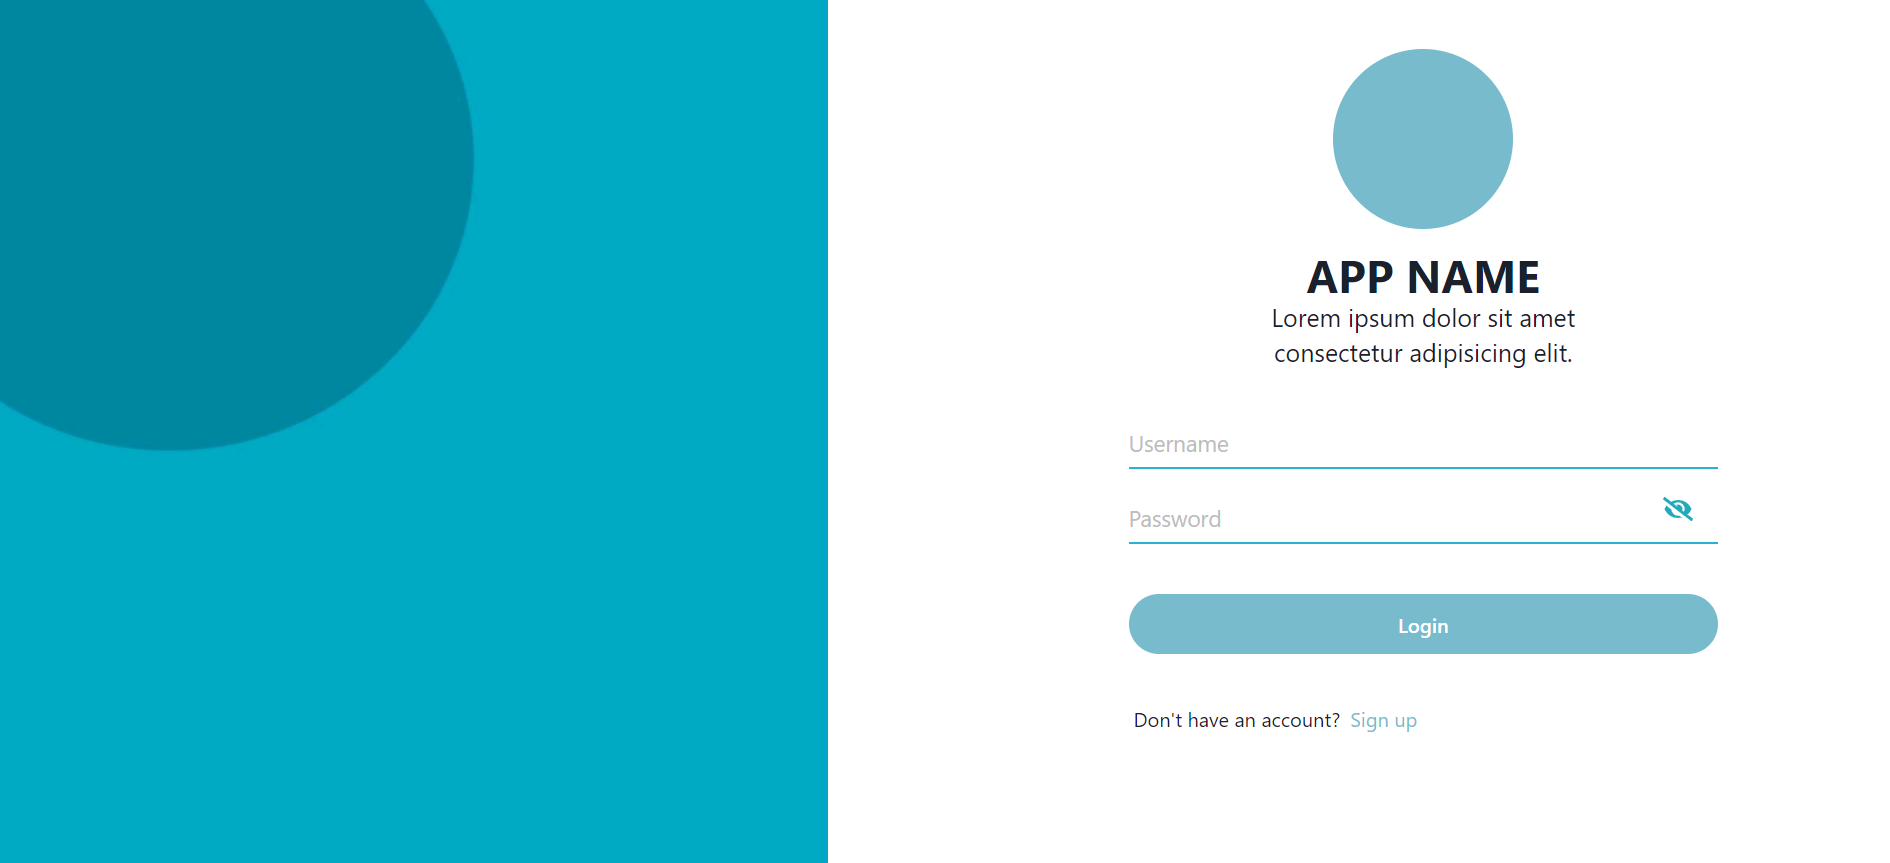 APP NAME
Lorem ipsum dolor sit amet
consectetur adipisicing elit.
Username
Password
Login
Don't have an account? Sign up